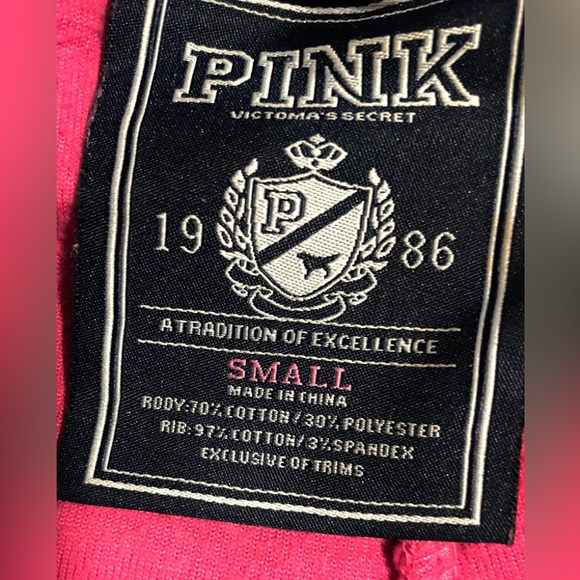 PINK
VICTORIA'S SECRET
P
19 86
A TRADITION OF EXCELLENCE
SMALL
MADE IN CHINA
BODY: 70% COTTON / 30% POLYESTER
RIB: 97% COTTON / 3% SPANDEX
EXCLUSIVE OF TRIMS